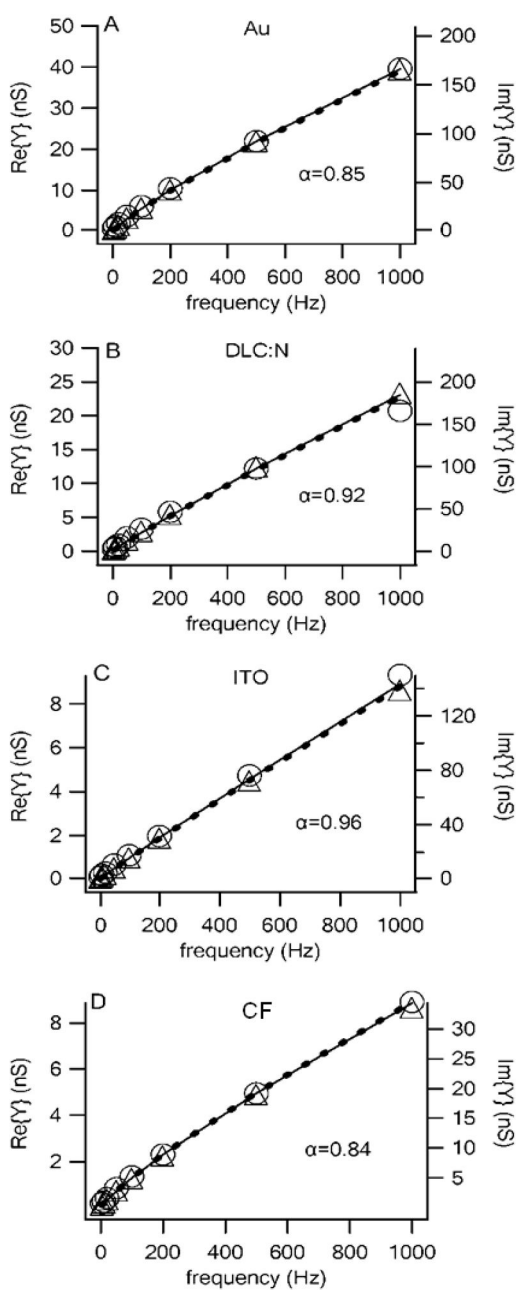 A
Au
50
40
30
20
10
0
Re{Y} (nS)
200
150
100
50
0
Im{Y} (nS)
α=0.85
0 200 400 600 800 1000
frequency (Hz)
B
DLC:N
30
25
20
15
10
5
0
Re{Y} (nS)
200
150
100
50
0
Im{Y} (nS)
α=0.92
0 200 400 600 800 1000
frequency (Hz)
C
ITO
8
6
4
2
0
Re{Y} (nS)
120
80
40
0
Im{Y} (nS)
α=0.96
0 200 400 600 800 1000
frequency (Hz)
D
CF
8
6
4
2
Re{Y} (nS)
30
25
20
15
10
5
Im{Y} (nS)
α=0.84
0 200 400 600 800 1000
frequency (Hz)